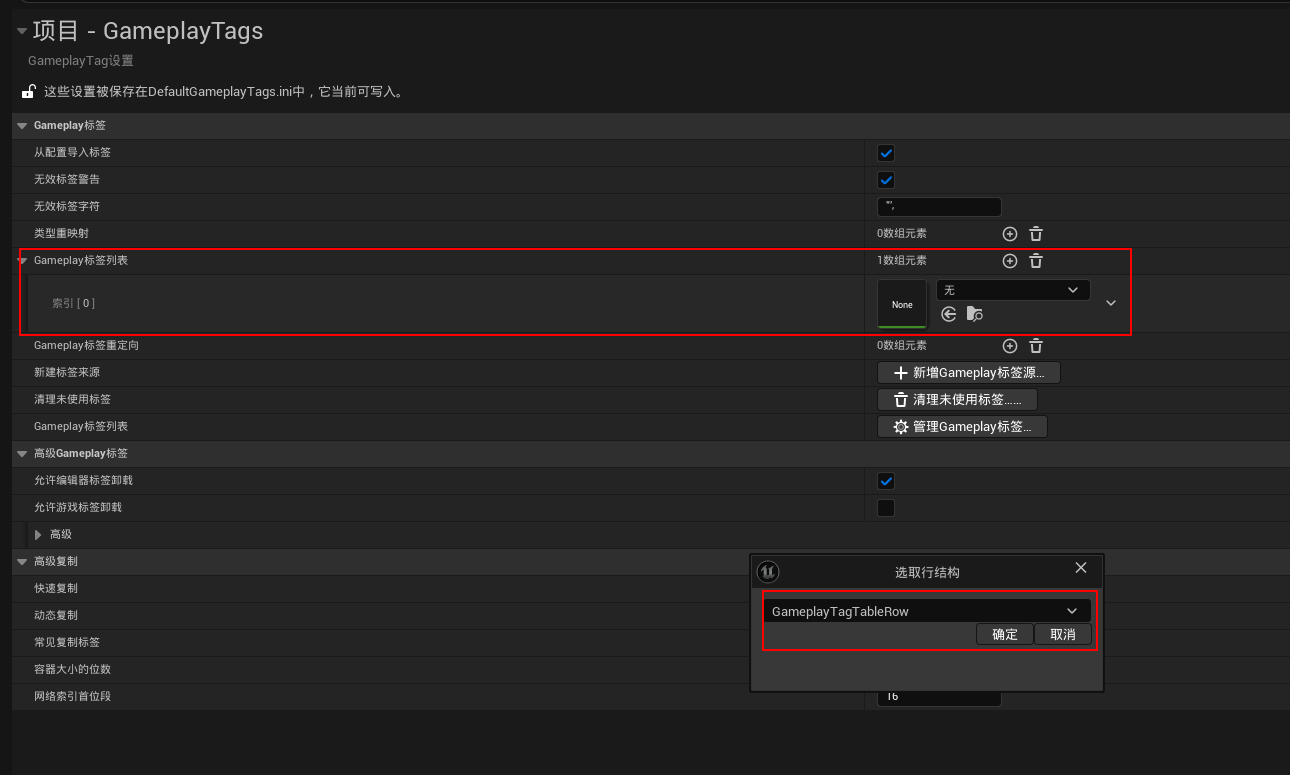 项目 - GameplayTags
GameplayTag设置
这些设置被保存在DefaultGameplayTags.ini中，它当前可写入。
Gameplay标签
从配置导入标签
无效标签警告
无效标签字符 "',
类型重映射 0数组元素
Gameplay标签列表 1数组元素
索引 [ 0 ] None 无
Gameplay标签重定向 0数组元素
新建标签来源 新增Gameplay标签源...
清理未使用标签 清理未使用标签......
Gameplay标签列表 管理Gameplay标签...
高级Gameplay标签
允许编辑器标签卸载
允许游戏标签卸载
高级
高级复制
快速复制
动态复制
常见复制标签
容器大小的位数
网络索引首位段 16
选取行结构
GameplayTagTableRow
确定 取消